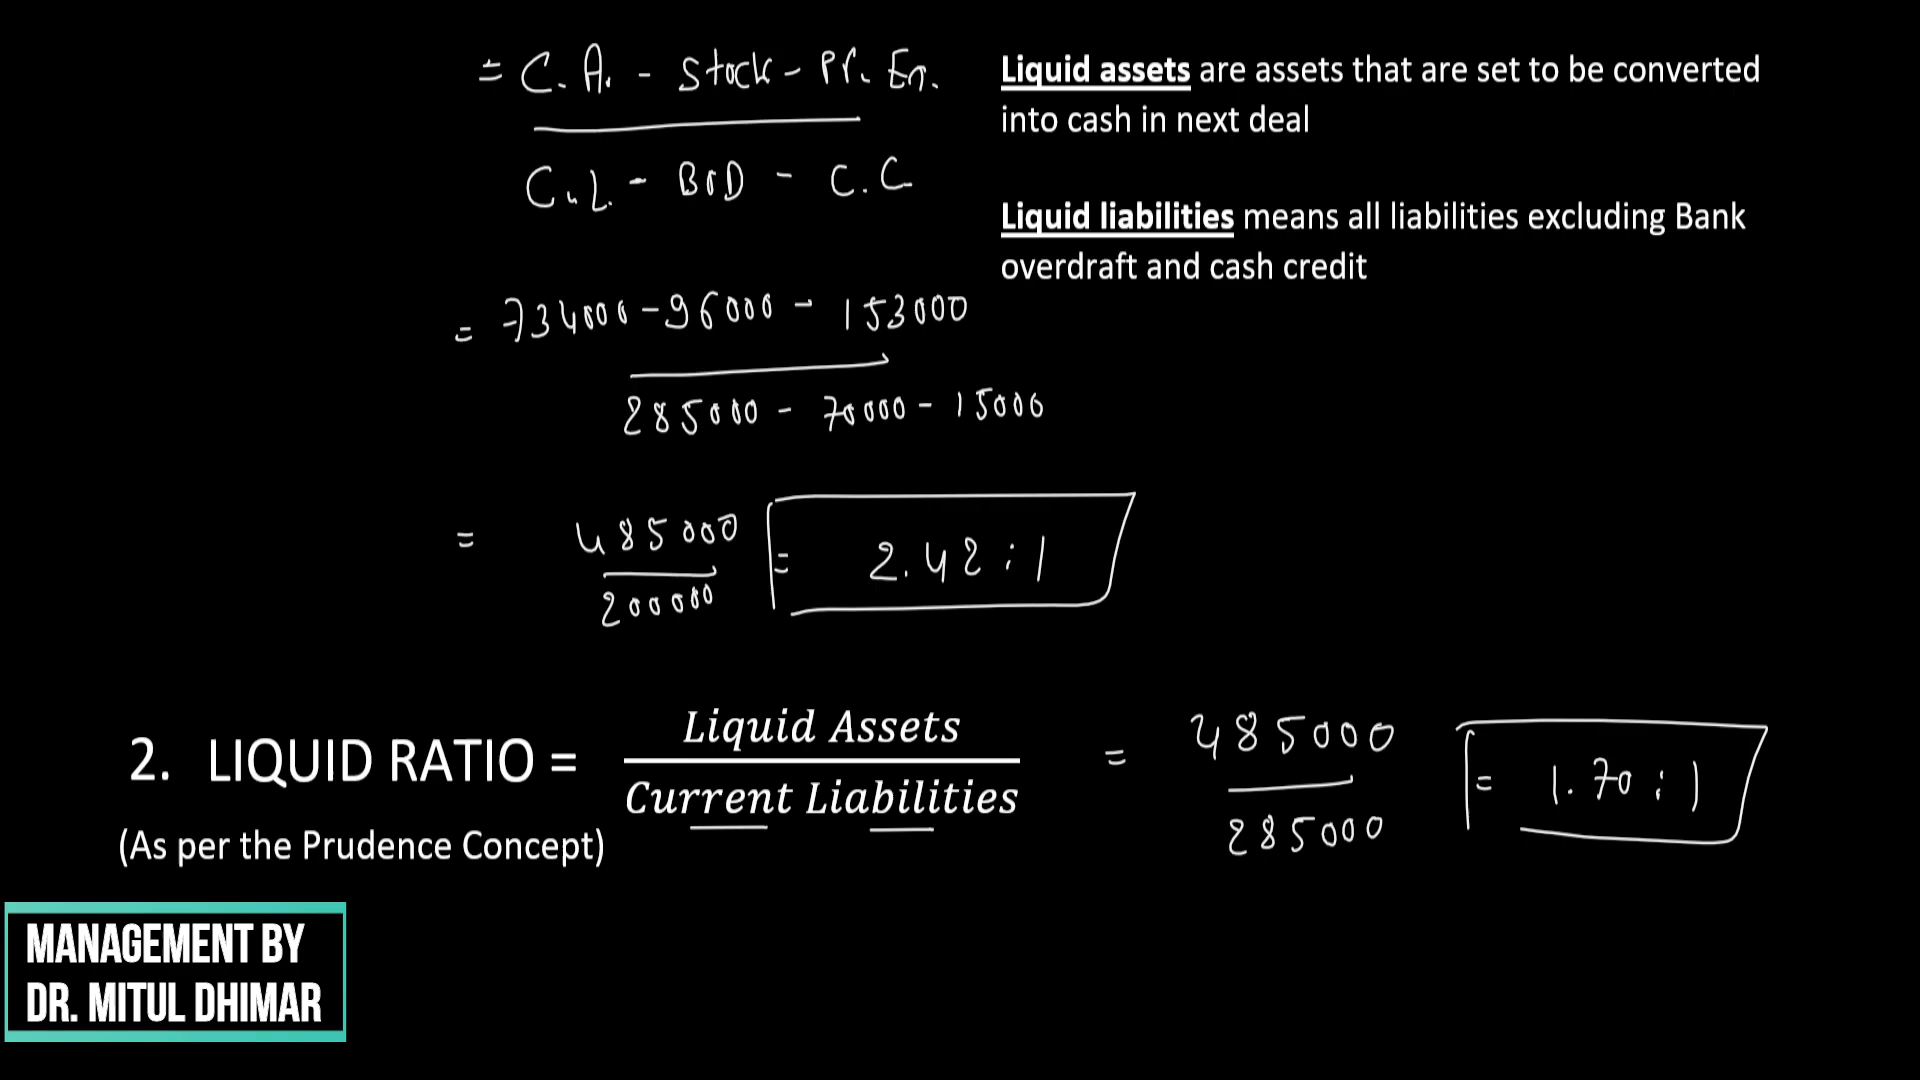 = C.A. - Stock - Pr. En.
C.L. - BOD - C.C
Liquid assets are assets that are set to be converted
into cash in next deal
Liquid liabilities means all liabilities excluding Bank
overdraft and cash credit
= 734000 - 96000 - 153000
285000 - 70000 - 15000
= 485000
200000
= 2.42 : 1
2. LIQUID RATIO = Liquid Assets
Current Liabilities
(As per the Prudence Concept)
= 485000
285000
= 1.70 : 1
MANAGEMENT BY
DR. MITUL DHIMAR